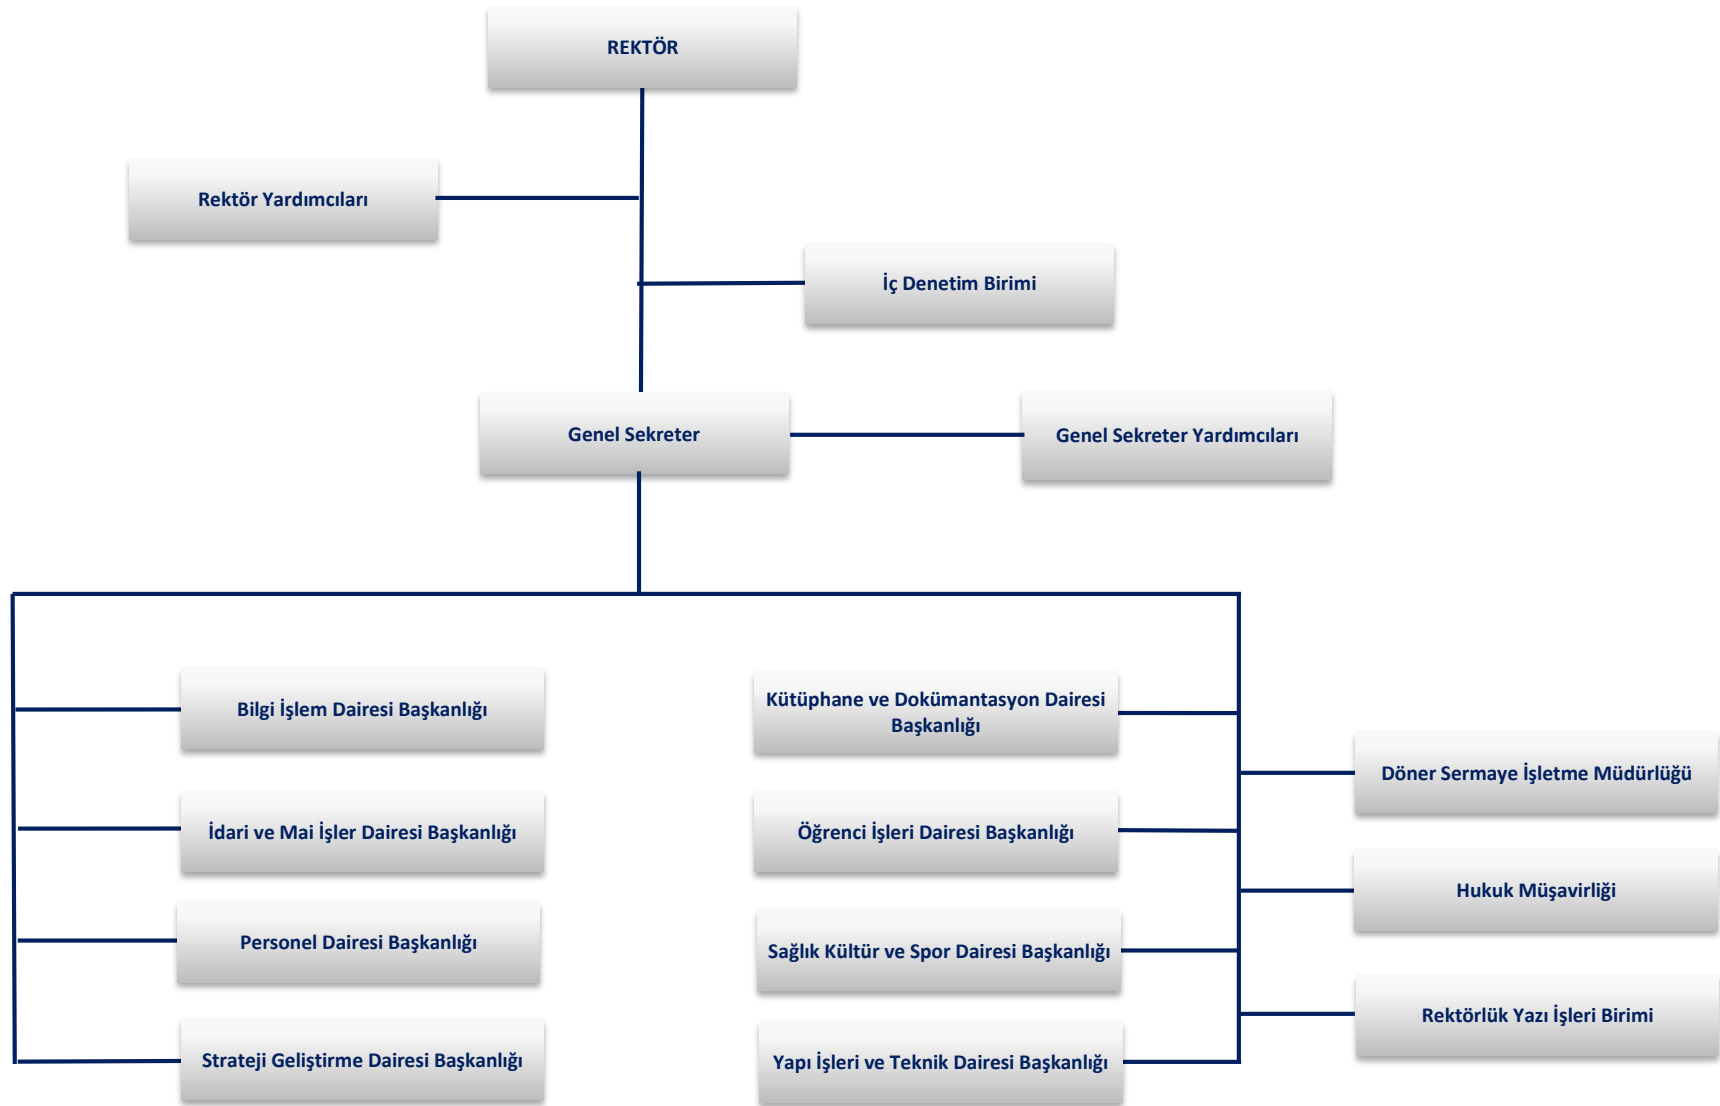 REKTÖR
Rektör Yardımcıları
İç Denetim Birimi
Genel Sekreter
Genel Sekreter Yardımcıları
Bilgi İşlem Dairesi Başkanlığı
İdari ve Mai İşler Dairesi Başkanlığı
Personel Dairesi Başkanlığı
Strateji Geliştirme Dairesi Başkanlığı
Kütüphane ve Dokümantasyon Dairesi
Başkanlığı
Öğrenci İşleri Dairesi Başkanlığı
Sağlık Kültür ve Spor Dairesi Başkanlığı
Yapı İşleri ve Teknik Dairesi Başkanlığı
Döner Sermaye İşletme Müdürlüğü
Hukuk Müşavirliği
Rektörlük Yazı İşleri Birimi